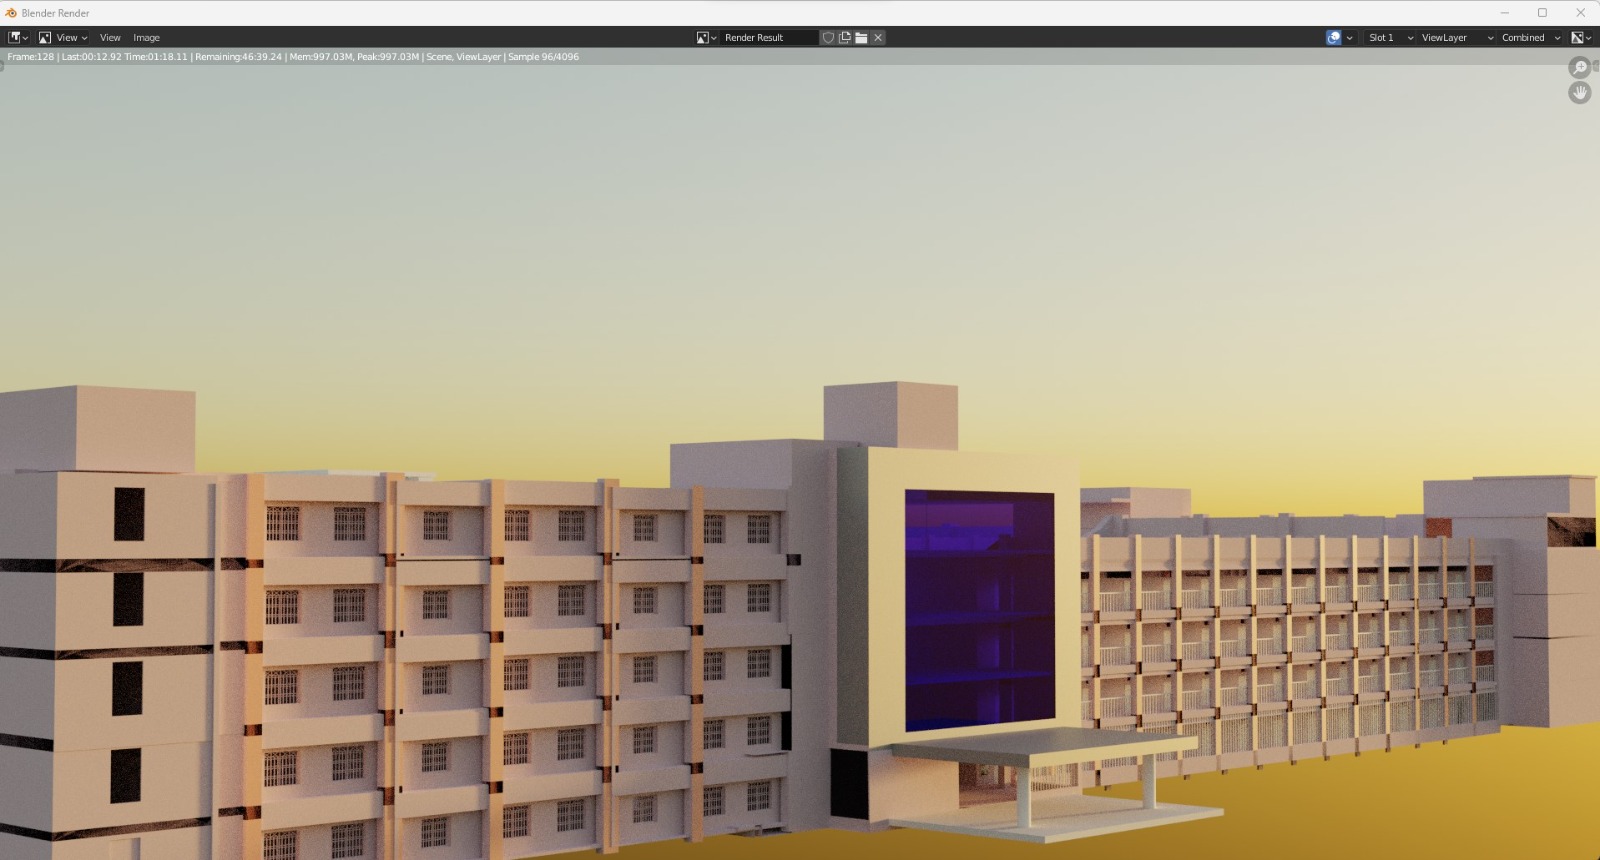 Blender Render
View View Image Render Result Slot 1 ViewLayer Combined
Frame:128 | Last:00:12.92 Time:01:18.11 | Remaining:46:39.24 | Mem:997.03M, Peak:997.03M | Scene, ViewLayer | Sample 96/4096